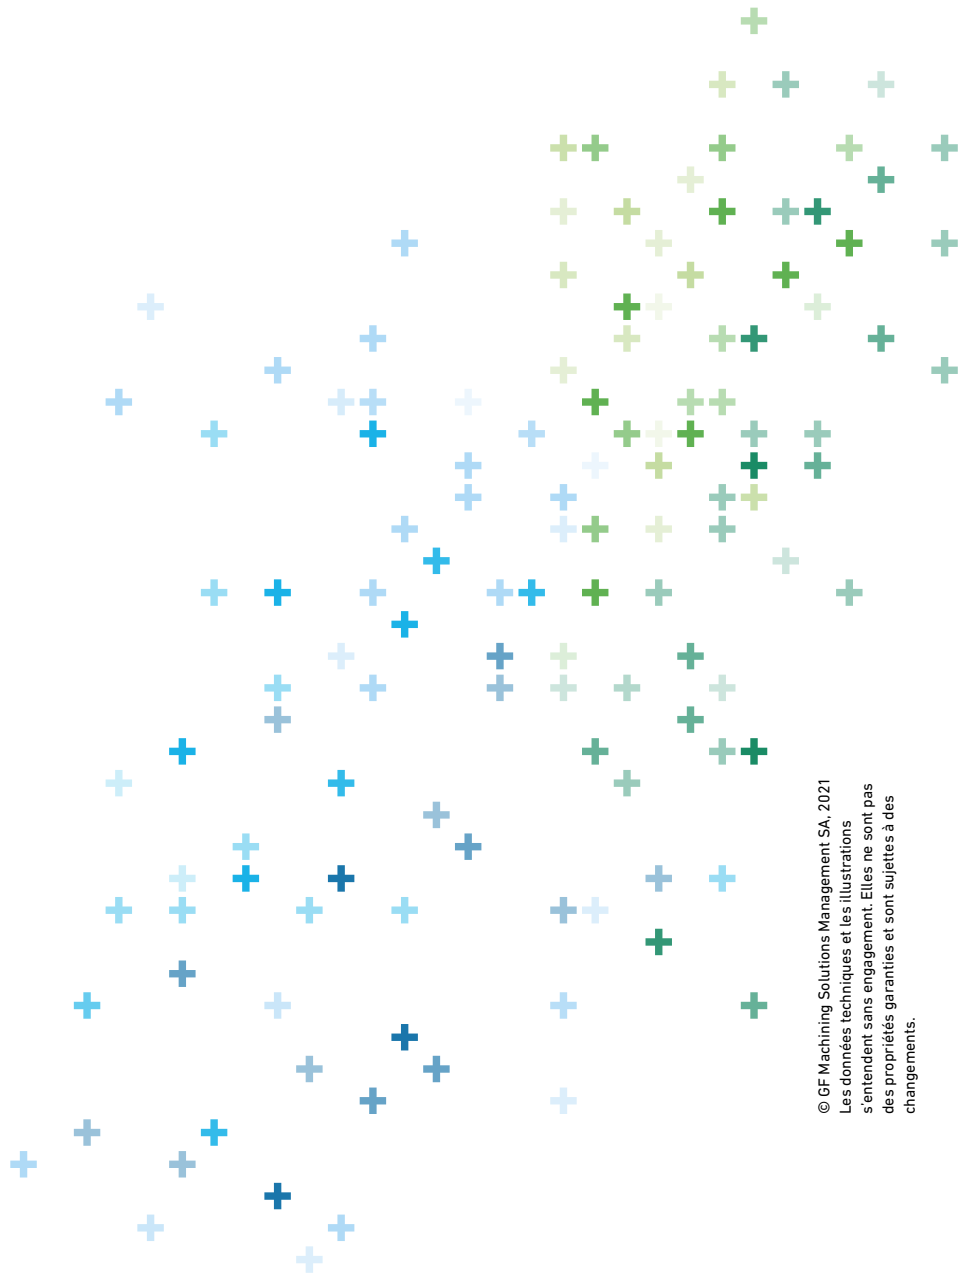 © GF Machining Solutions Management SA, 2021
Les données techniques et les illustrations
s'entendent sans engagement. Elles ne sont pas
des propriétés garanties et sont sujettes à des
changements.